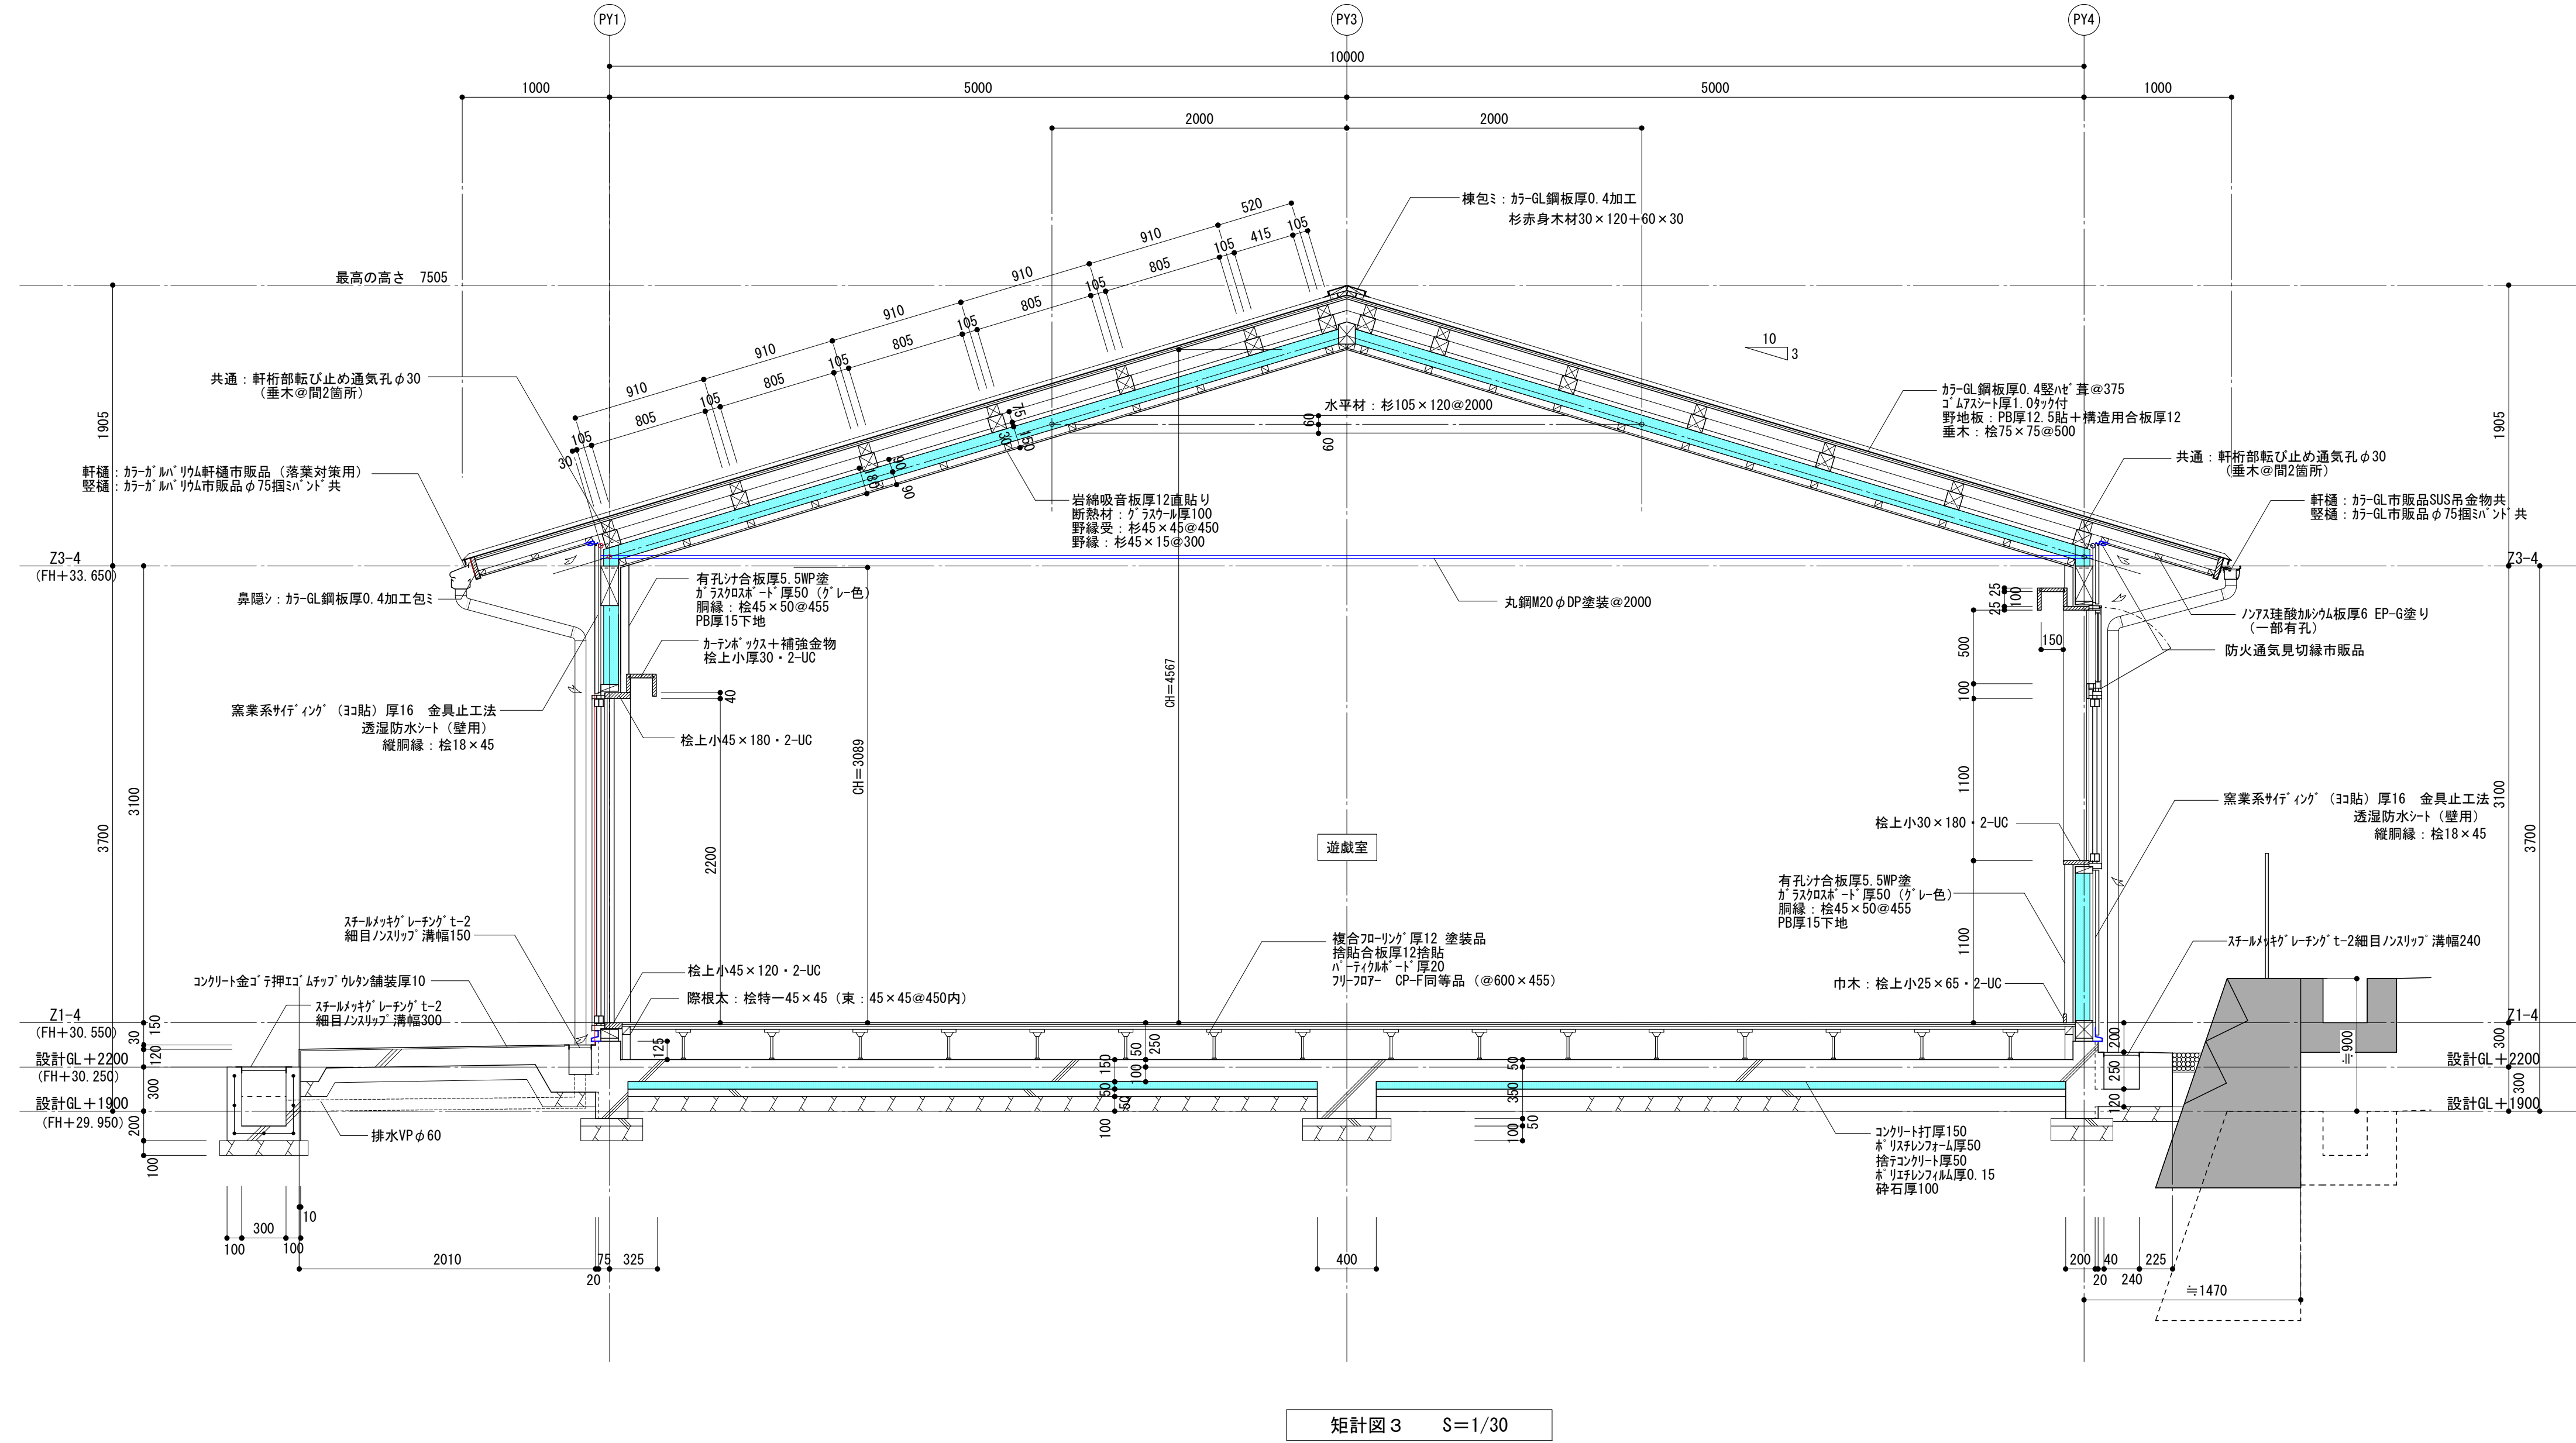 PY1
PY3
PY4
10000
1000
5000
5000
1000
2000
2000
棟包ミ：ｶﾗｰGL鋼板厚0.4加工
杉赤身木材30×120＋60×30
520
910
910
910
910
910
105
415
105
805
105
805
105
805
105
805
105
805
105
30
最高の高さ　7505
10
3
共通：軒桁部転び止め通気孔φ30
（垂木＠間2箇所）
1905
軒樋：ｶﾗｰｶﾞﾙﾊﾞﾘｳﾑ軒樋市販品（落葉対策用）
竪樋：ｶﾗｰｶﾞﾙﾊﾞﾘｳﾑ市販品φ75掴ﾐﾊﾞﾝﾄﾞ共
水平材：杉105×120＠2000
60
60
75
150
30
90
180
90
ｶﾗｰGL鋼板厚0.4竪ﾊｾﾞ葺＠375
ｺﾞﾑｱｽｼｰﾄ厚1.0ﾀｯｸ付
野地板：PB厚12.5貼＋構造用合板厚12
垂木：桧75×75＠500
1905
共通：軒桁部転び止め通気孔φ30
（垂木＠間2箇所）
軒樋：ｶﾗｰGL市販品SUS吊金物共
竪樋：ｶﾗｰGL市販品φ75掴ﾐﾊﾞﾝﾄﾞ共
岩綿吸音板厚12直貼り
断熱材：ｸﾞﾗｽｳｰﾙ厚100
野縁受：杉45×45＠450
野縁：杉45×15＠300
Z3-4
（FH＋33.650）
Z3-4
鼻隠シ：ｶﾗｰGL鋼板厚0.4加工包ミ
有孔ｼﾅ合板厚5.5WP塗
ｶﾞﾗｽｸﾛｽﾎﾞｰﾄﾞ厚50（ｸﾞﾚｰ色）
胴縁：桧45×50＠455
PB厚15下地
ｶｰﾃﾝﾎﾞｯｸｽ＋補強金物
桧上小厚30・2-UC
丸鋼M20φDP塗装＠2000
25
100
25
150
ﾉﾝｱｽ珪酸ｶﾙｼｳﾑ板厚6 EP-G塗り
（一部有孔）
防火通気見切縁市販品
500
100
1100
1100
40
2200
CH＝3089
CH＝4567
窯業系ｻｲﾃﾞｨﾝｸﾞ（ﾖｺ貼）厚16　金具止工法
透湿防水ｼｰﾄ（壁用）
縦胴縁：桧18×45
桧上小45×180・2-UC
3100
3700
遊戯室
桧上小30×180・2-UC
窯業系ｻｲﾃﾞｨﾝｸﾞ（ﾖｺ貼）厚16　金具止工法
透湿防水ｼｰﾄ（壁用）
縦胴縁：桧18×45
3100
3700
有孔ｼﾅ合板厚5.5WP塗
ｶﾞﾗｽｸﾛｽﾎﾞｰﾄﾞ厚50（ｸﾞﾚｰ色）
胴縁：桧45×50＠455
PB厚15下地
ｽﾁｰﾙﾒｯｷｸﾞﾚｰﾁﾝｸﾞt-2
細目ﾉﾝｽﾘｯﾌﾟ溝幅150
ｺﾝｸﾘｰﾄ金ｺﾞﾃ押ｴｺﾞﾑﾁｯﾌﾟｳﾚﾀﾝ舗装厚10
ｽﾁｰﾙﾒｯｷｸﾞﾚｰﾁﾝｸﾞt-2
細目ﾉﾝｽﾘｯﾌﾟ溝幅300
桧上小45×120・2-UC
際根太：桧特一45×45（束：45×45＠450内）
複合ﾌﾛｰﾘﾝｸﾞ厚12 塗装品
捨貼合板厚12捨貼
ﾊﾟｰﾃｨｸﾙﾎﾞｰﾄﾞ厚20
ﾌﾘｰﾌﾛｱｰ　CP-F同等品（＠600×455）
巾木：桧上小25×65・2-UC
ｽﾁｰﾙﾒｯｷｸﾞﾚｰﾁﾝｸﾞt-2細目ﾉﾝｽﾘｯﾌﾟ溝幅240
Z1-4
（FH＋30.550）
設計GL＋2200
（FH＋30.250）
設計GL＋1900
（FH＋29.950）
150
30
120
300
200
100
125
150
50
50
100
250
50
100
50
350
50
100
200
250
120
≒900
Z1-4
300
設計GL＋2200
300
設計GL＋1900
排水VPφ60
ｺﾝｸﾘｰﾄ打厚150
ﾎﾟﾘｽﾁﾚﾝﾌｫｰﾑ厚50
捨ﾃｺﾝｸﾘｰﾄ厚50
ﾎﾟﾘｴﾁﾚﾝﾌｨﾙﾑ厚0.15
砕石厚100
10
300
100
100
2010
75
325
20
400
200
40
225
20
240
≒1470
矩計図３　　S＝1/30